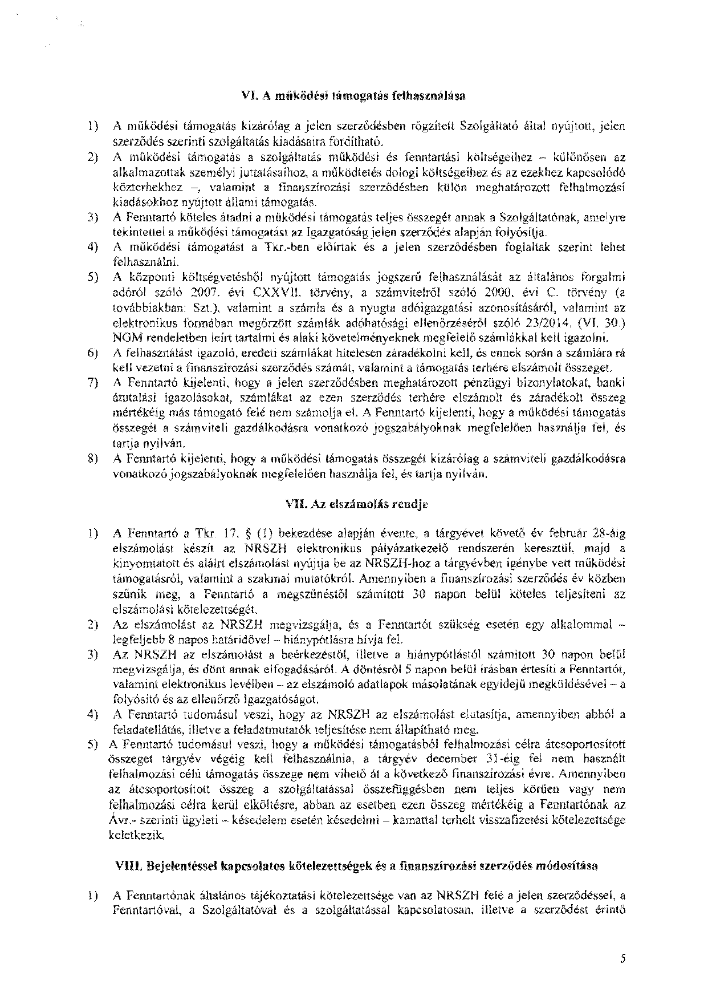 VI. A működési támogatás felhasználása
1) A működési támogatás kizárólag a jelen szerződésben rögzített Szolgáltató által nyújtott, jelen
szerződés szerinti szolgáltatás kiadásaira fordítható.
2) A működési támogatás a szolgáltatás működési és fenntartási költségeihez – különösen az
alkalmazottak személyi juttatásaihoz, a működtetés dologi költségeihez és az ezekhez kapcsolódó
közterhekhez –, valamint a finanszírozási szerződésben külön meghatározott felhalmozási
kiadásokhoz nyújtott állami támogatás.
3) A Fenntartó köteles átadni a működési támogatás teljes összegét annak a Szolgáltatónak, amelyre
tekintettel a működési támogatást az Igazgatóság jelen szerződés alapján folyósítja.
4) A működési támogatást a Tkr.-ben előírtak és a jelen szerződésben foglaltak szerint lehet
felhasználni.
5) A központi költségvetésből nyújtott támogatás jogszerű felhasználását az általános forgalmi
adóról szóló 2007. évi CXXVII. törvény, a számvitelről szóló 2000. évi C. törvény (a
továbbiakban: Szt.), valamint a számla és a nyugta adóigazgatási azonosításáról, valamint az
elektronikus formában megőrzött számlák adóhatósági ellenőrzéséről szóló 23/2014. (VI. 30.)
NGM rendeletben leírt tartalmi és alaki követelményeknek megfelelő számlákkal kell igazolni.
6) A felhasználást igazoló, eredeti számlákat hitelesen záradékolni kell, és ennek során a számlára rá
kell vezetni a finanszírozási szerződés számát, valamint a támogatás terhére elszámolt összeget.
7) A Fenntartó kijelenti, hogy a jelen szerződésben meghatározott pénzügyi bizonylatokat, banki
átutalási igazolásokat, számlákat az ezen szerződés terhére elszámolt és záradékolt összeg
mértékéig más támogató felé nem számolja el. A Fenntartó kijelenti, hogy a működési támogatás
összegét a számviteli gazdálkodásra vonatkozó jogszabályoknak megfelelően használja fel, és
tartja nyilván.
8) A Fenntartó kijelenti, hogy a működési támogatás összegét kizárólag a számviteli gazdálkodásra
vonatkozó jogszabályoknak megfelelően használja fel, és tartja nyilván.
VII. Az elszámolás rendje
1) A Fenntartó a Tkr. 17. § (1) bekezdése alapján évente, a tárgyévet követő év február 28-áig
elszámolást készít az NRSZH elektronikus pályázatkezelő rendszerén keresztül, majd a
kinyomtatott és aláírt elszámolást nyújtja be az NRSZH-hoz a tárgyévben igénybe vett működési
támogatásról, valamint a szakmai mutatókról. Amennyiben a finanszírozási szerződés év közben
szűnik meg, a Fenntartó a megszűnéstől számított 30 napon belül köteles teljesíteni az
elszámolási kötelezettségét.
2) Az elszámolást az NRSZH megvizsgálja, és a Fenntartót szükség esetén egy alkalommal –
legfeljebb 8 napos határidővel – hiánypótlásra hívja fel.
3) Az NRSZH az elszámolást a beérkezéstől, illetve a hiánypótlástól számított 30 napon belül
megvizsgálja, és dönt annak elfogadásáról. A döntésről 5 napon belül írásban értesíti a Fenntartót,
valamint elektronikus levélben – az elszámoló adatlapok másolatának egyidejű megküldésével – a
folyósító és az ellenőrző Igazgatóságot.
4) A Fenntartó tudomásul veszi, hogy az NRSZH az elszámolást elutasítja, amennyiben abból a
feladatellátás, illetve a feladatmutatók teljesítése nem állapítható meg.
5) A Fenntartó tudomásul veszi, hogy a működési támogatásból felhalmozási célra átcsoportosított
összeget tárgyév végéig kell felhasználnia, a tárgyév december 31-éig fel nem használt
felhalmozási célú támogatás összege nem vihető át a következő finanszírozási évre. Amennyiben
az átcsoportosított összeg a szolgáltatással összefüggésben nem teljes körűen vagy nem
felhalmozási célra kerül elköltésre, abban az esetben ezen összeg mértékéig a Fenntartónak az
Ávr.- szerinti ügyleti – késedelem esetén késedelmi – kamattal terhelt visszafizetési kötelezettsége
keletkezik.
VIII. Bejelentéssel kapcsolatos kötelezettségek és a finanszírozási szerződés módosítása
1) A Fenntartónak általános tájékoztatási kötelezettsége van az NRSZH felé a jelen szerződéssel, a
Fenntartóval, a Szolgáltatóval és a szolgáltatással kapcsolatosan, illetve a szerződést érintő
5